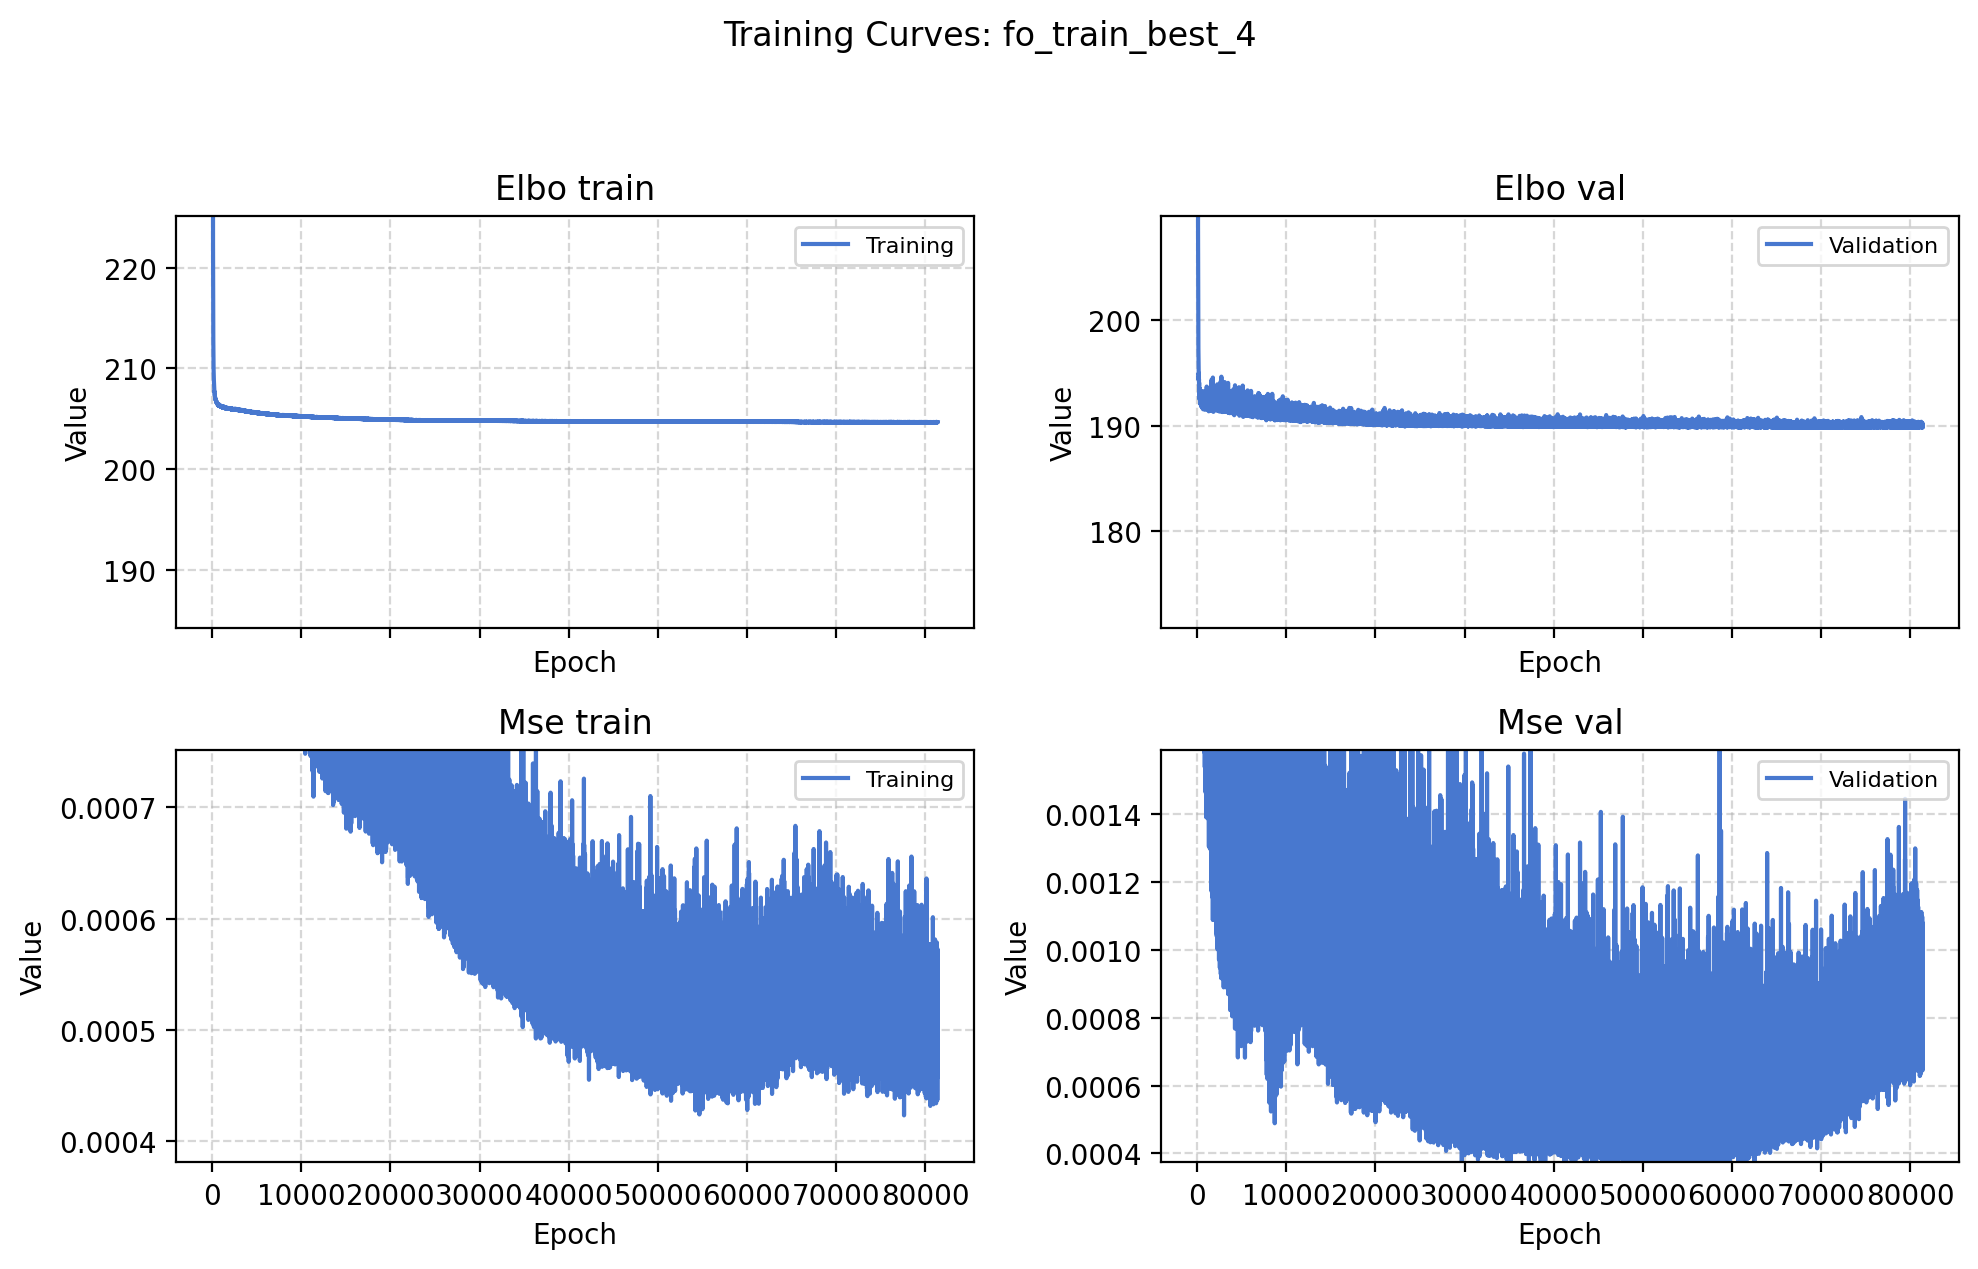 Training Curves: fo_train_best_4
Elbo train
Value
220
210
200
190
Training
Epoch
Elbo val
Value
200
190
180
Validation
Epoch
Mse train
Value
0.0007
0.0006
0.0005
0.0004
Training
0 10000 20000 30000 40000 50000 60000 70000 80000
Epoch
Mse val
Value
0.0014
0.0012
0.0010
0.0008
0.0006
0.0004
Validation
0 10000 20000 30000 40000 50000 60000 70000 80000
Epoch